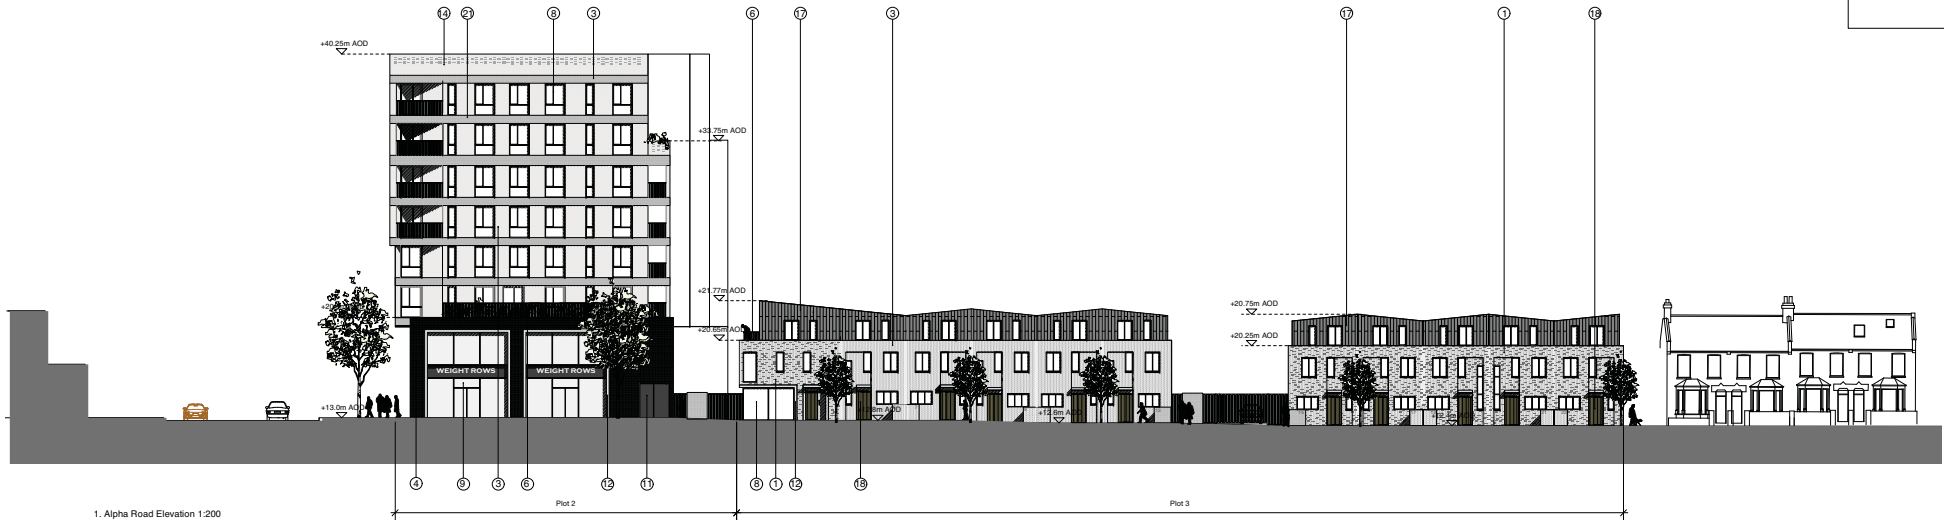 14 21 8 3 6 17 3 17 1 18
+40.25m AOD
+33.75m AOD
+21.77m AOD
+20.75m AOD
+20.65m AOD
+20.25m AOD
WEIGHT ROWS WEIGHT ROWS
+13.0m AOD
+12.6m AOD
4 9 3 6 12 11 8 1 12 18
Plot 2 Plot 3
1. Alpha Road Elevation 1:200